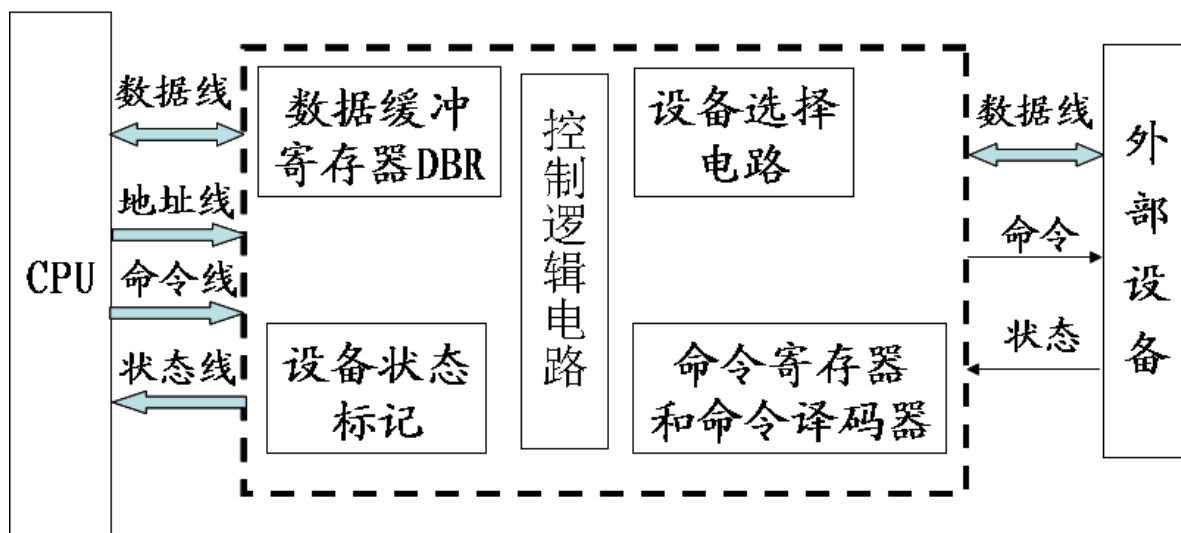 CPU
数据线
地址线
命令线
状态线
数据缓冲
寄存器DBR
设备状态
标记
控制逻辑电路
设备选择
电路
命令寄存器
和命令译码器
数据线
命令
状态
外部设备